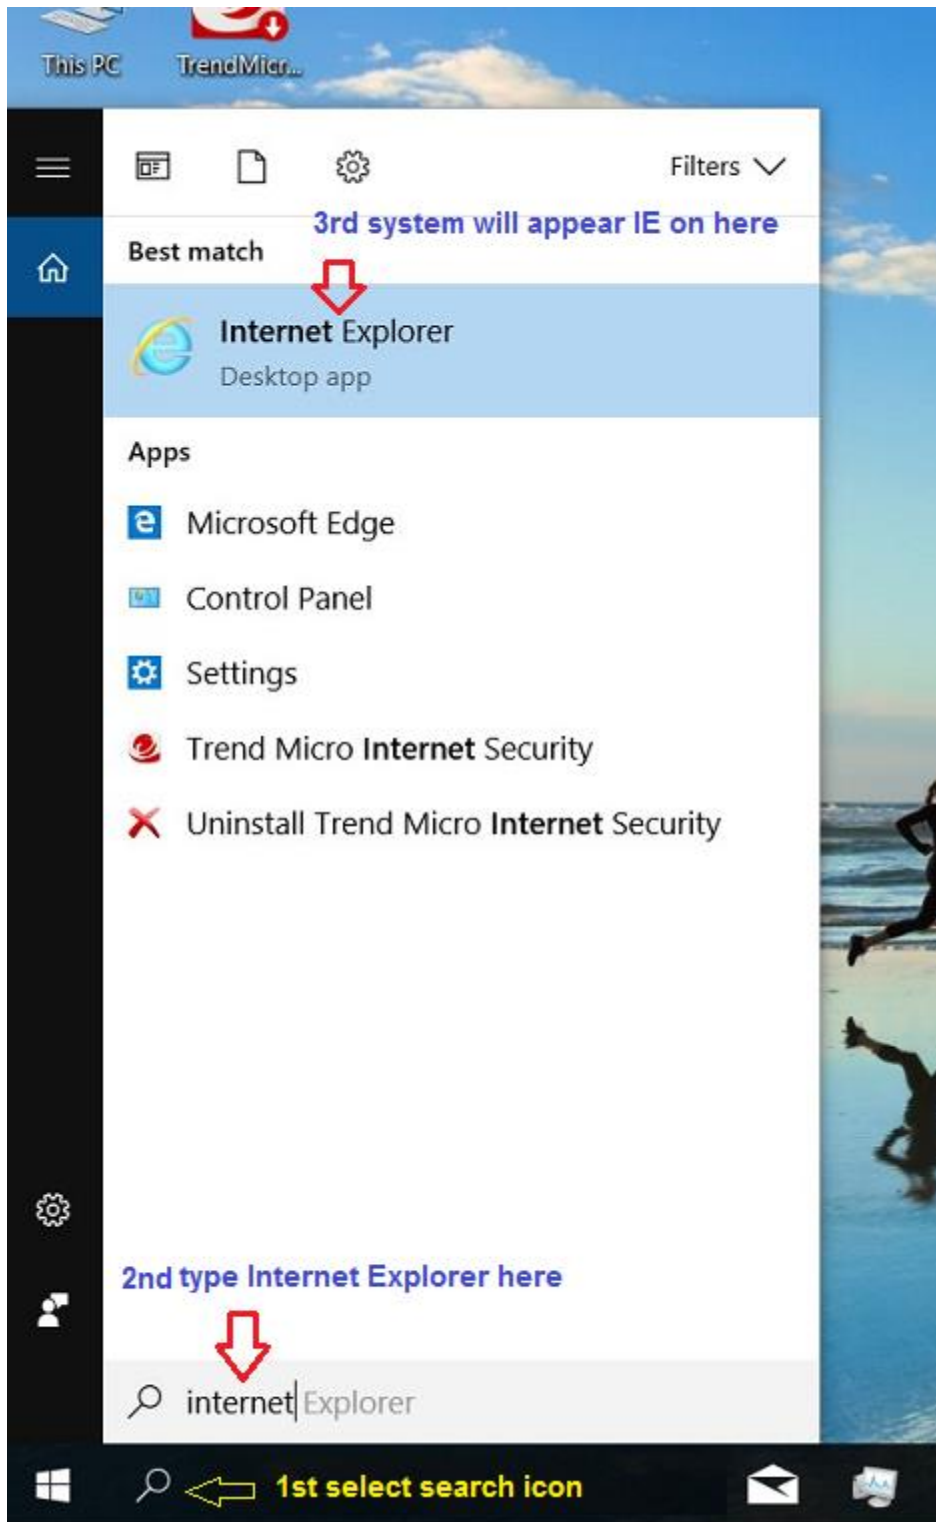 This PC
TrendMicr...
Filters
3rd system will appear IE on here
Best match
Internet Explorer
Desktop app
Apps
Microsoft Edge
Control Panel
Settings
Trend Micro Internet Security
Uninstall Trend Micro Internet Security
2nd type Internet Explorer here
internet Explorer
1st select search icon